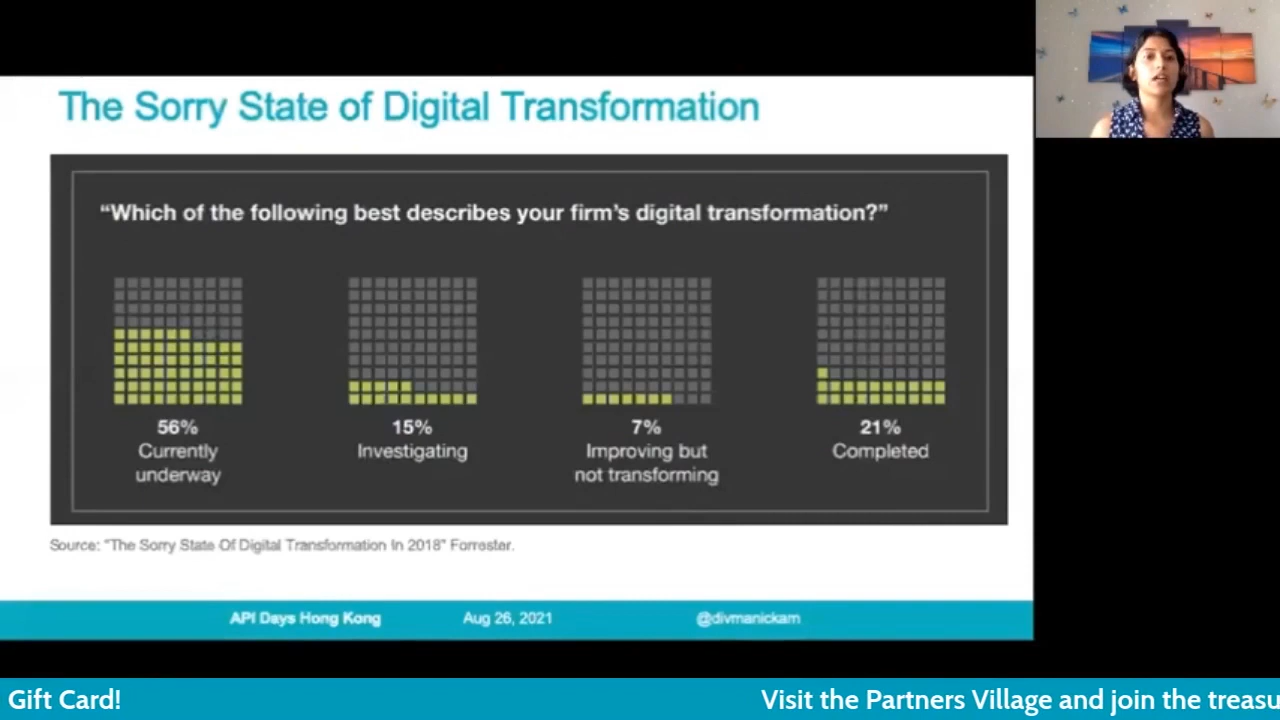 The Sorry State of Digital Transformation
“Which of the following best describes your firm’s digital transformation?”
56%
Currently
underway
15%
Investigating
7%
Improving but
not transforming
21%
Completed
Source: "The Sorry State Of Digital Transformation In 2018" Forrester.
API Days Hong Kong Aug 26, 2021 @divmanickam
Gift Card! Visit the Partners Village and join the treasu